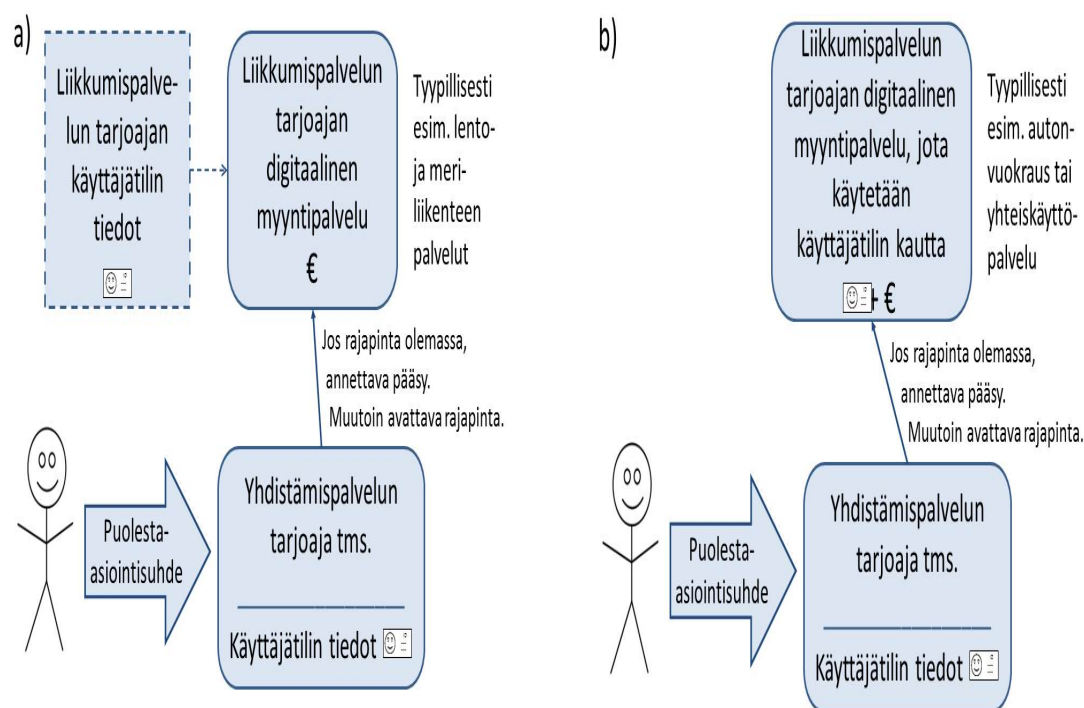 a)
Liikkumispalve-
lun tarjoajan
käyttäjätilin
tiedot
Liikkumispalvelun
tarjoajan
digitaalinen
myyntipalvelu
€
Tyypillisesti
esim. lento-
ja meri-
liikenteen
palvelut
Jos rajapinta olemassa,
annettava pääsy.
Muutoin avattava rajapinta.
Puolesta-
asiointisuhde
Yhdistämispalvelun
tarjoaja tms.
Käyttäjätilin tiedot
b)
Liikkumispalvelun
tarjoajan digitaalinen
myyntipalvelu, jota
käytetään
käyttäjätilin kautta
+ €
Tyypillisesti
esim. auton-
vuokraus tai
yhteiskäyttö-
palvelu
Jos rajapinta olemassa,
annettava pääsy.
Muutoin avattava rajapinta.
Puolesta-
asiointisuhde
Yhdistämispalvelun
tarjoaja tms.
Käyttäjätilin tiedot